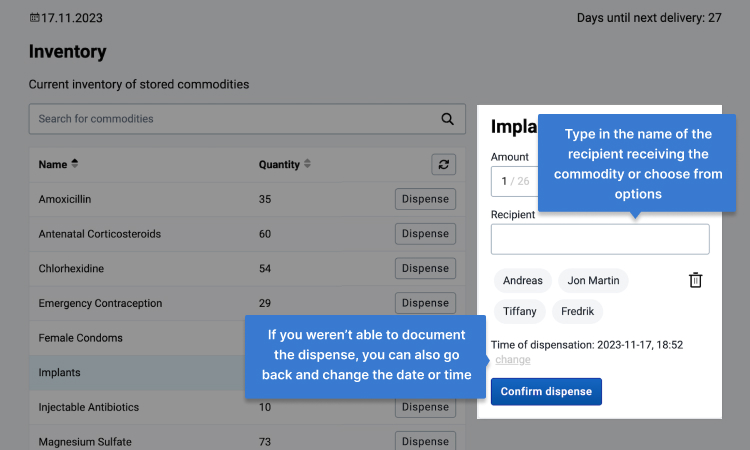 17.11.2023
Days until next delivery: 27
Inventory
Current inventory of stored commodities
Search for commodities
Name
Quantity
Amoxicillin 35 Dispense
Antenatal Corticosteroids 60 Dispense
Chlorhexidine 54 Dispense
Emergency Contraception 29 Dispense
Female Condoms
Implants
Injectable Antibiotics 10 Dispense
Magnesium Sulfate 73 Dispense
If you weren't able to document
the dispense, you can also go
back and change the date or time
Impla
Amount
1 / 26
Type in the name of the
recipient receiving the
commodity or choose from
options
Recipient
Andreas
Jon Martin
Tiffany
Fredrik
Time of dispensation: 2023-11-17, 18:52
change
Confirm dispense